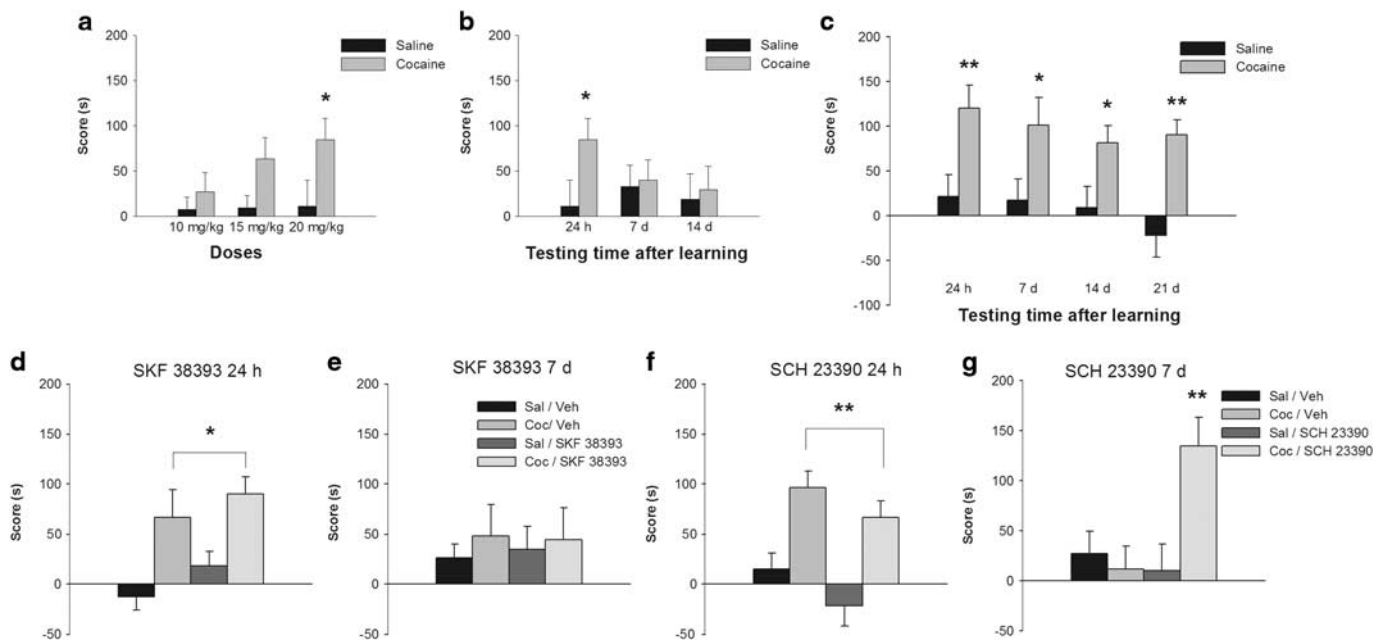 a
200
150
100
50
0
Score (s)
Saline
Cocaine
*
10 mg/kg 15 mg/kg 20 mg/kg
Doses
b
200
150
100
50
0
Score (s)
Saline
Cocaine
*
24 h 7 d 14 d
Testing time after learning
c
200
150
100
50
0
-50
-100
Score (s)
Saline
Cocaine
** * * **
24 h 7 d 14 d 21 d
Testing time after learning
d
SKF 38393 24 h
200
150
100
50
0
-50
Score (s)
*
e
SKF 38393 7 d
200
150
100
50
0
-50
Score (s)
Sal / Veh
Coc/ Veh
Sal / SKF 38393
Coc / SKF 38393
f
SCH 23390 24 h
200
150
100
50
0
-50
Score (s)
**
g
SCH 23390 7 d
200
150
100
50
0
-50
Score (s)
**
Sal / Veh
Coc / Veh
Sal / SCH 23390
Coc / SCH 23390